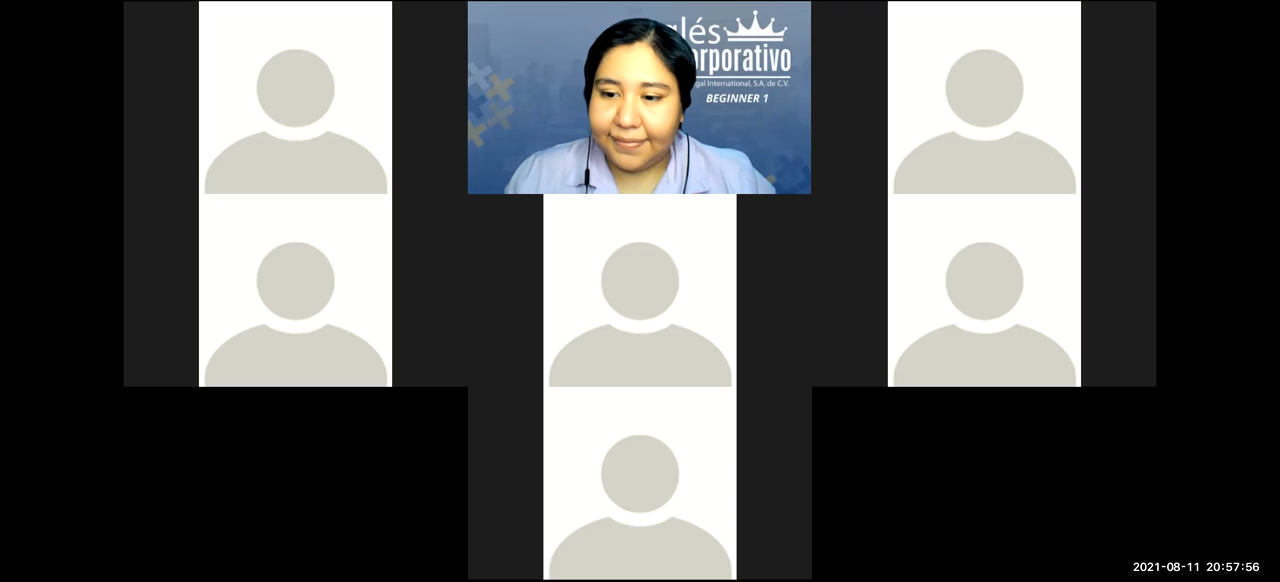 glés
orporativo
gal International, S.A. de C.V.
BEGINNER 1
2021-08-11 20:57:56